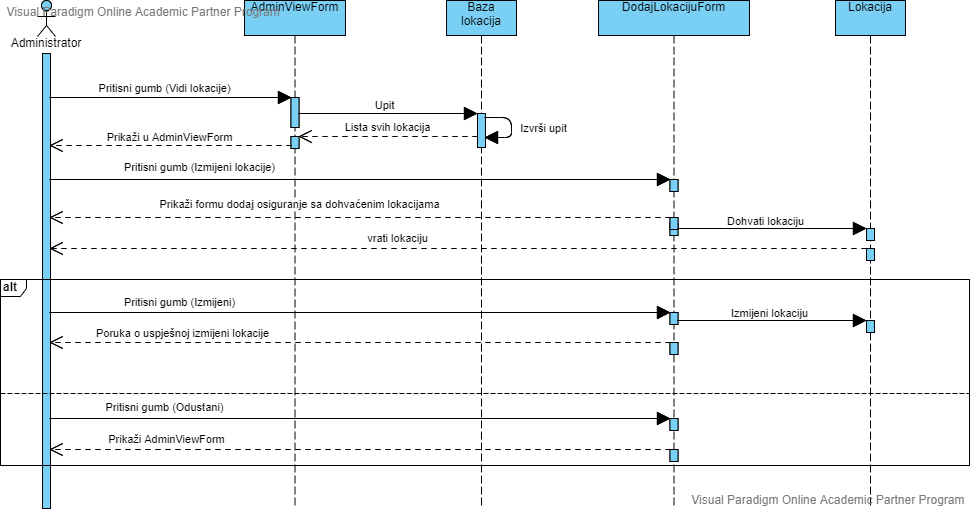 Visual Paradigm Online Academic Partner Program
AdminViewForm
Baza
lokacija
DodajLokacijuForm
Lokacija
Administrator
Pritisni gumb (Vidi lokacije)
Upit
Lista svih lokacija
Izvrši upit
Prikaži u AdminViewForm
Pritisni gumb (Izmijeni lokacije)
Prikaži formu dodaj osiguranje sa dohvaćenim lokacijama
Dohvati lokaciju
vrati lokaciju
alt
Pritisni gumb (Izmijeni)
Izmijeni lokaciju
Poruka o uspješnoj izmijeni lokacije
Pritisni gumb (Odustani)
Prikaži AdminViewForm
Visual Paradigm Online Academic Partner Program